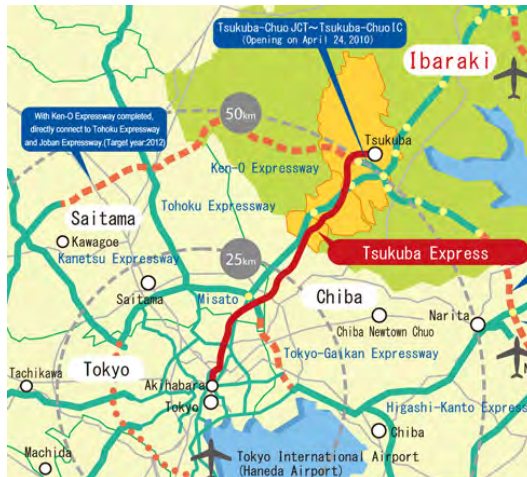 Tsukuba-Chuo JCT～Tsukuba-Chuo IC
(Opening on April 24,2010)
Ibaraki
With Ken-O Expressway completed,
directly connect to Tohoku Expressway
and Joban Expressway.(Target year:2012)
50km
Tsukuba
Ken-O Expressway
Saitama
Tohoku Expressway
Kawagoe
Kanetsu Expressway
25km
Tsukuba Express
Saitama
Misato
Chiba
Chiba Newtown Chuo
Narita
Tokyo-Gaikan Expressway
Tokyo
Tachikawa
Akihabara
Tokyo
Higashi-Kanto Express
Chiba
Machida
Tokyo International Airport
(Haneda Airport)